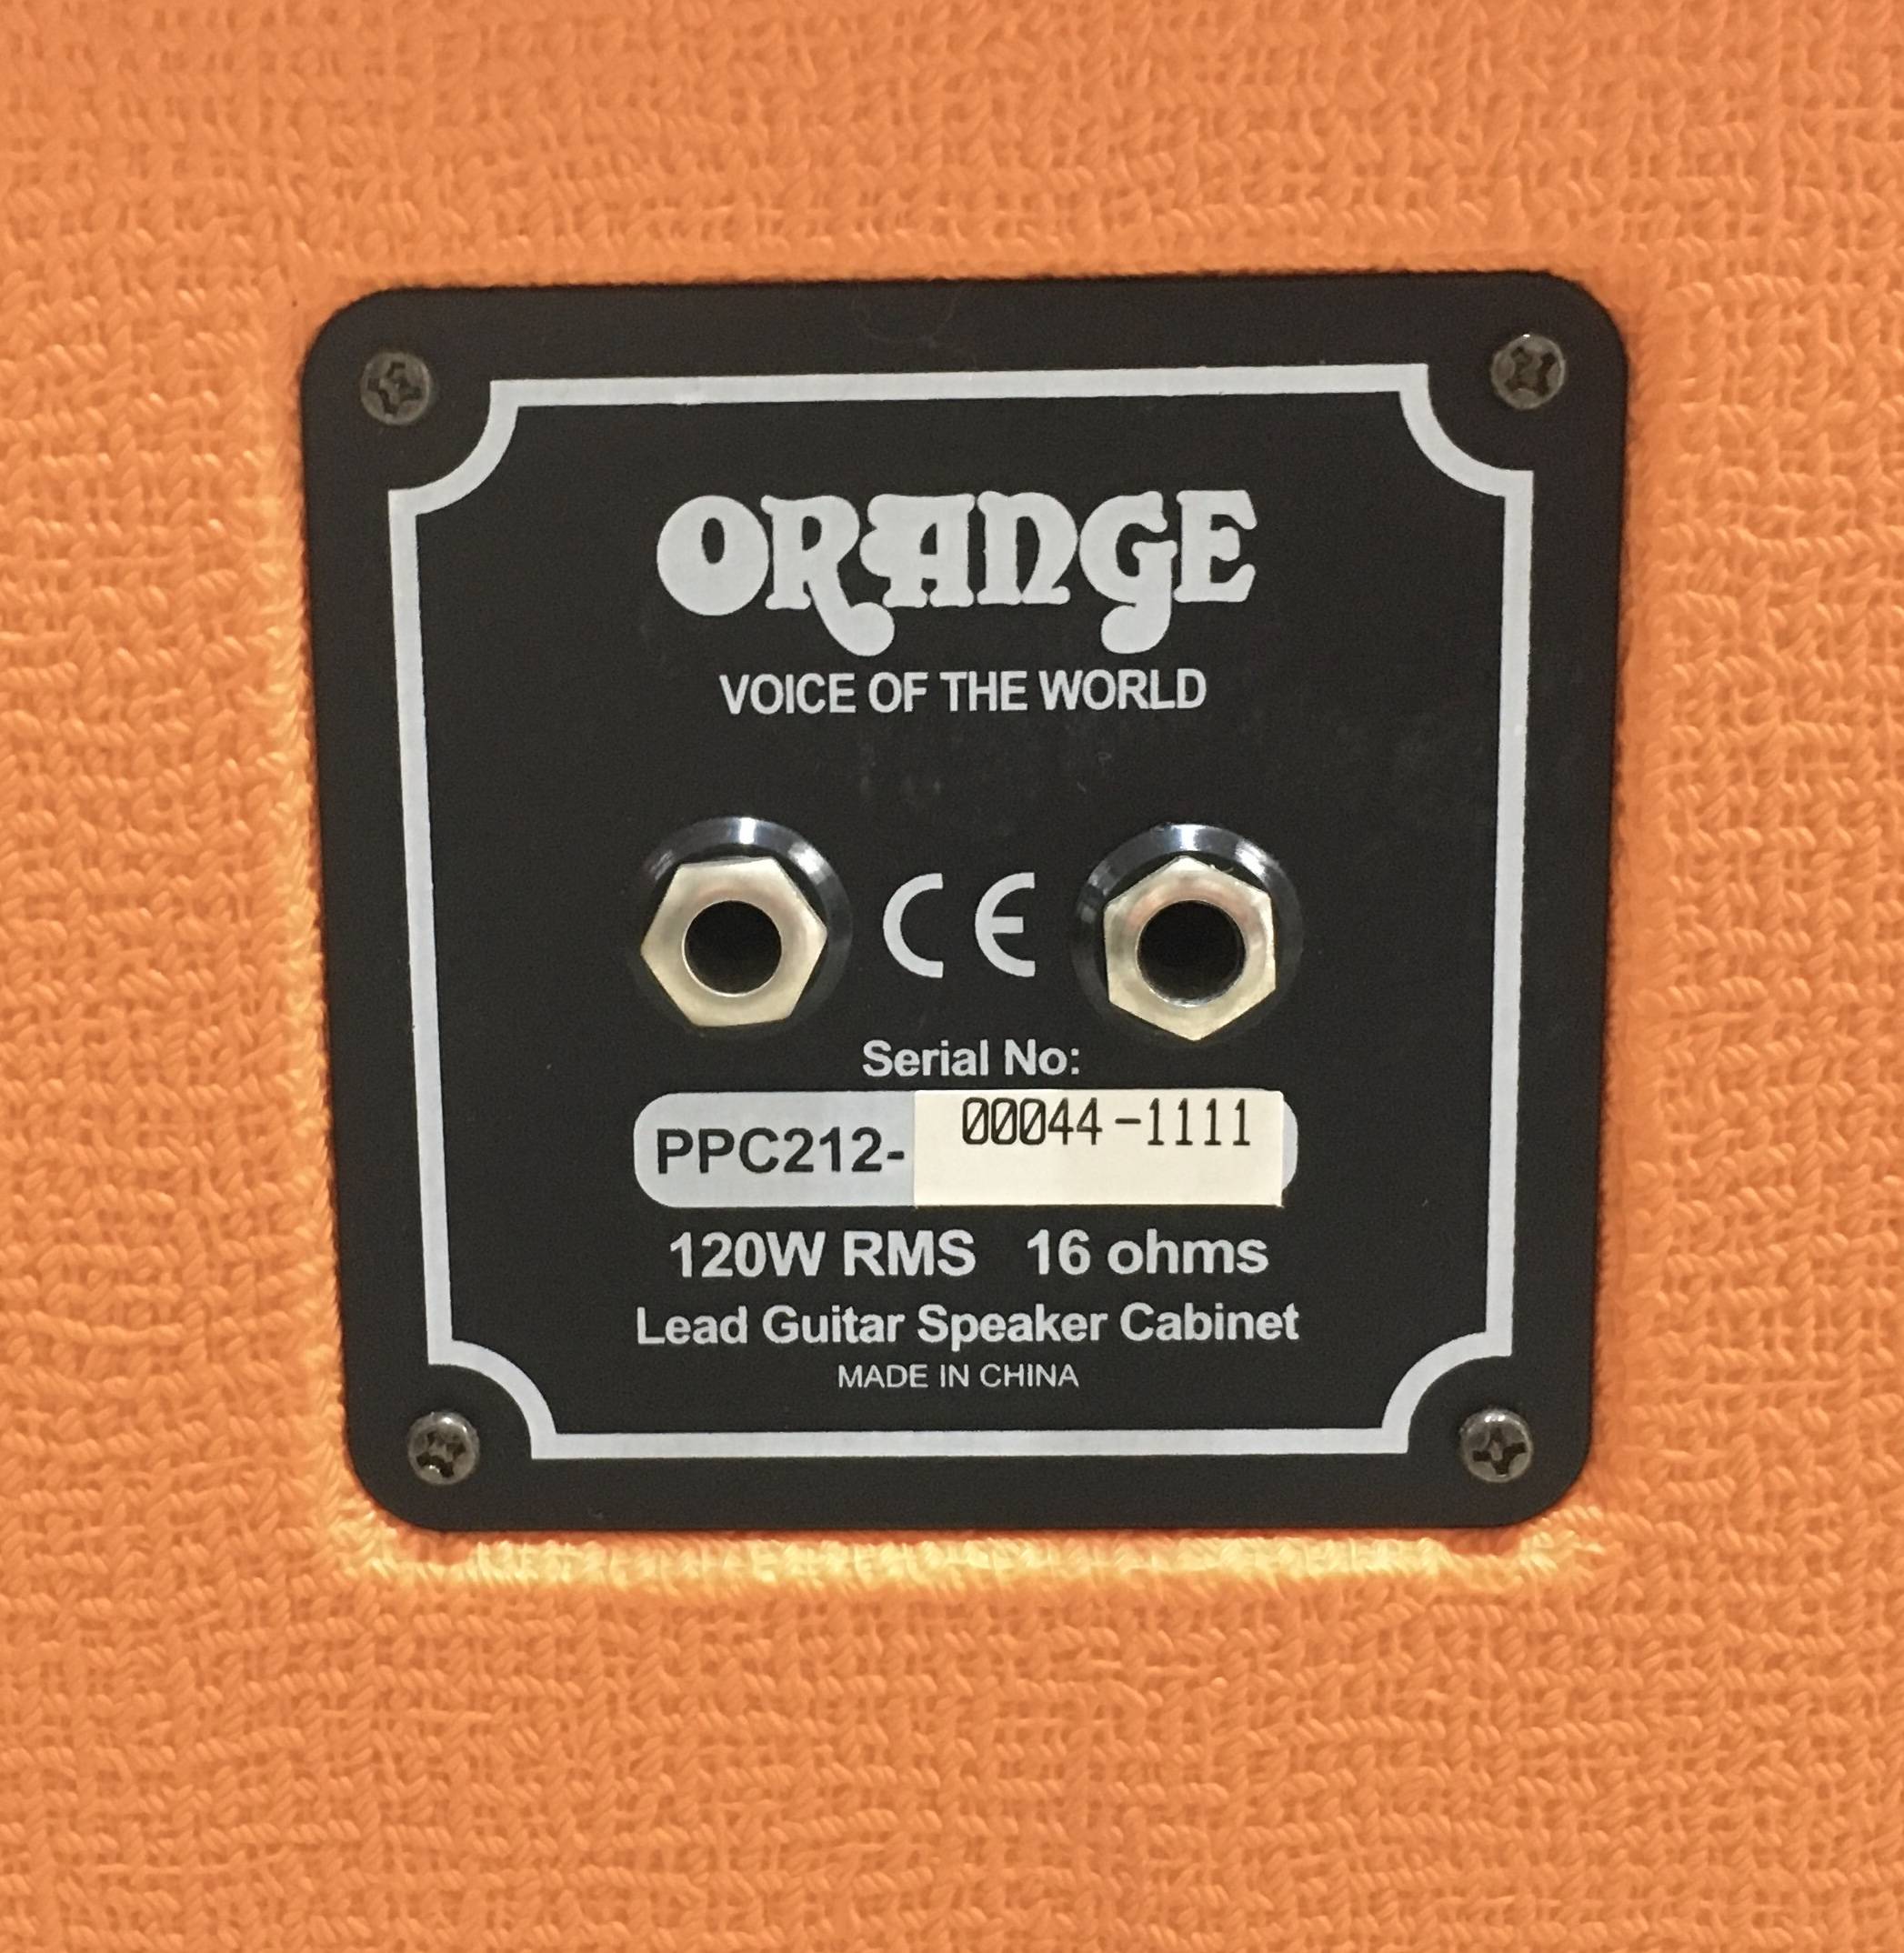 ORANGE
VOICE OF THE WORLD
CE
Serial No:
PPC212- 00044-1111
120W RMS 16 ohms
Lead Guitar Speaker Cabinet
MADE IN CHINA